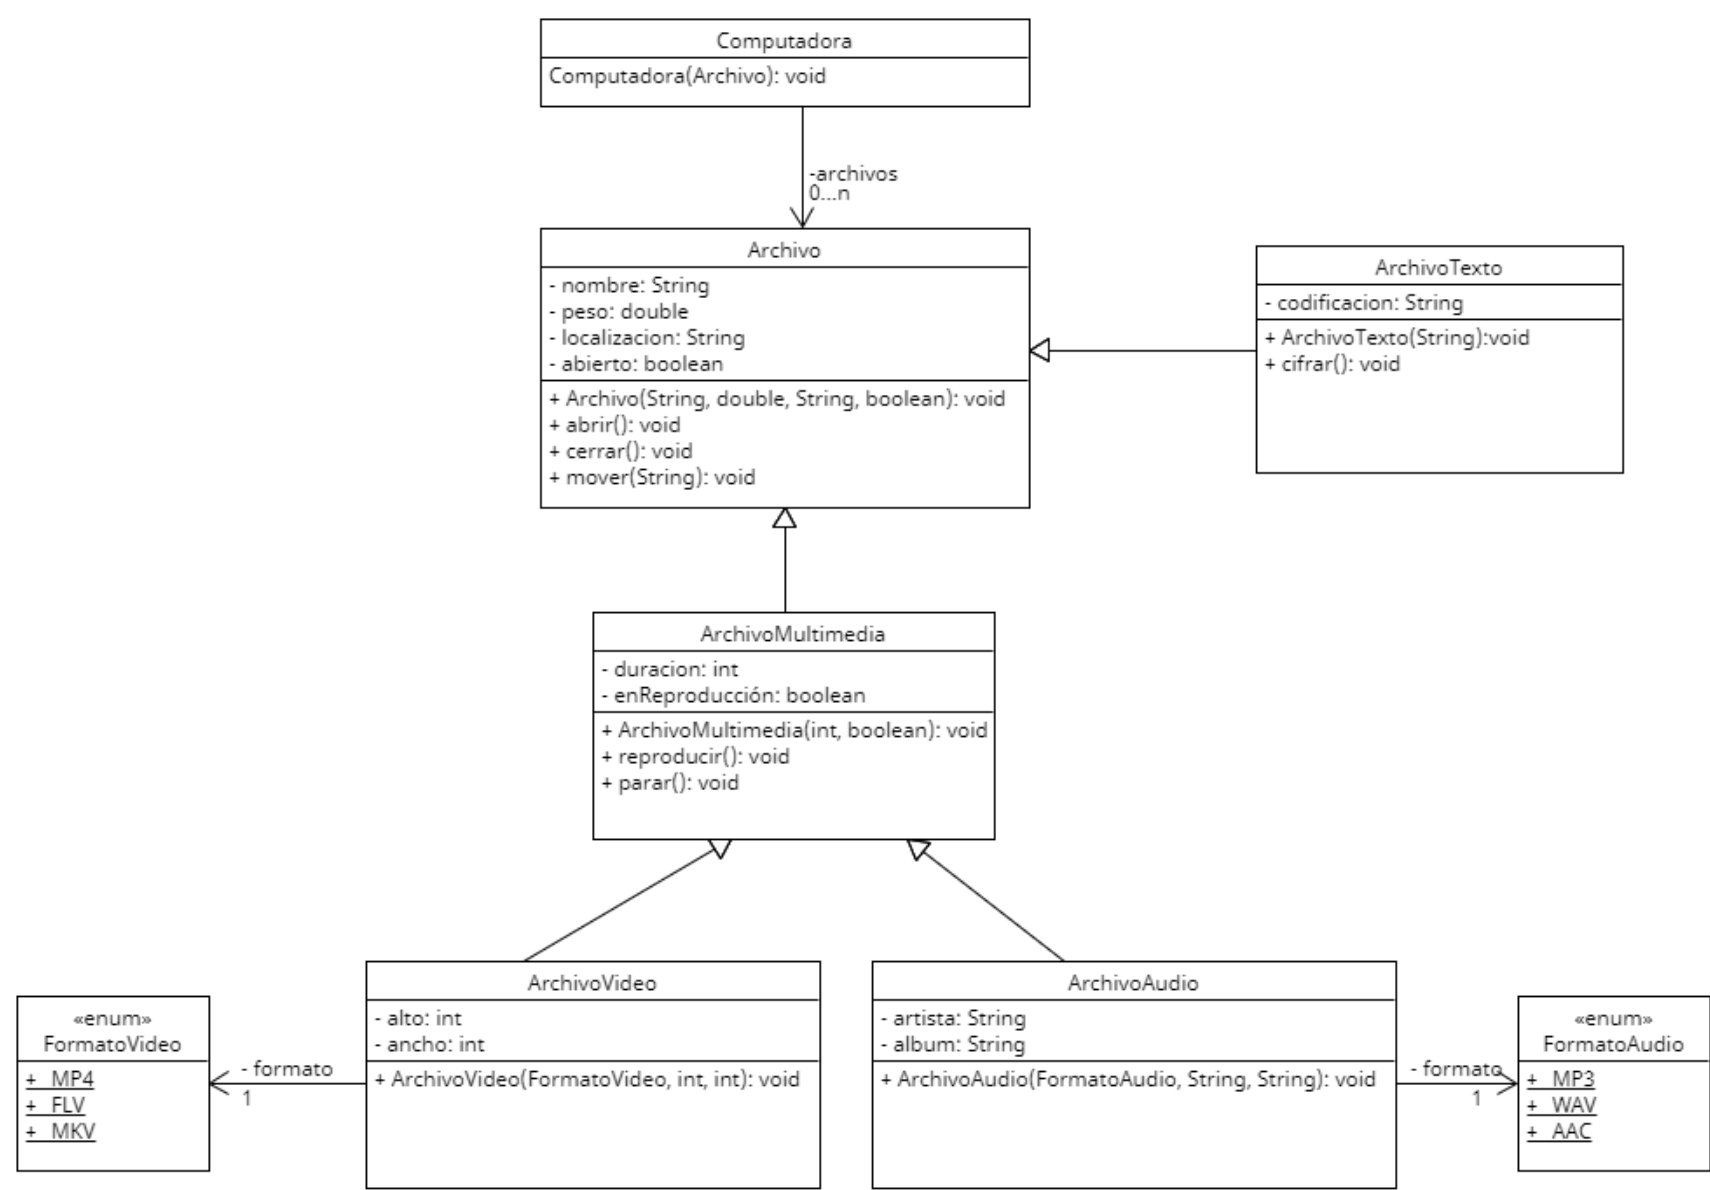 Computadora
Computadora(Archivo): void
-archivos
0...n
Archivo
- nombre: String
- peso: double
- localizacion: String
- abierto: boolean
+ Archivo(String, double, String, boolean): void
+ abrir(): void
+ cerrar(): void
+ mover(String): void
ArchivoTexto
- codificacion: String
+ ArchivoTexto(String):void
+ cifrar(): void
ArchivoMultimedia
- duracion: int
- enReproducción: boolean
+ ArchivoMultimedia(int, boolean): void
+ reproducir(): void
+ parar(): void
«enum»
FormatoVideo
+ MP4
+ FLV
+ MKV
- formato
1
ArchivoVideo
- alto: int
- ancho: int
+ ArchivoVideo(FormatoVideo, int, int): void
ArchivoAudio
- artista: String
- album: String
+ ArchivoAudio(FormatoAudio, String, String): void
- formato
1
«enum»
FormatoAudio
+ MP3
+ WAV
+ AAC